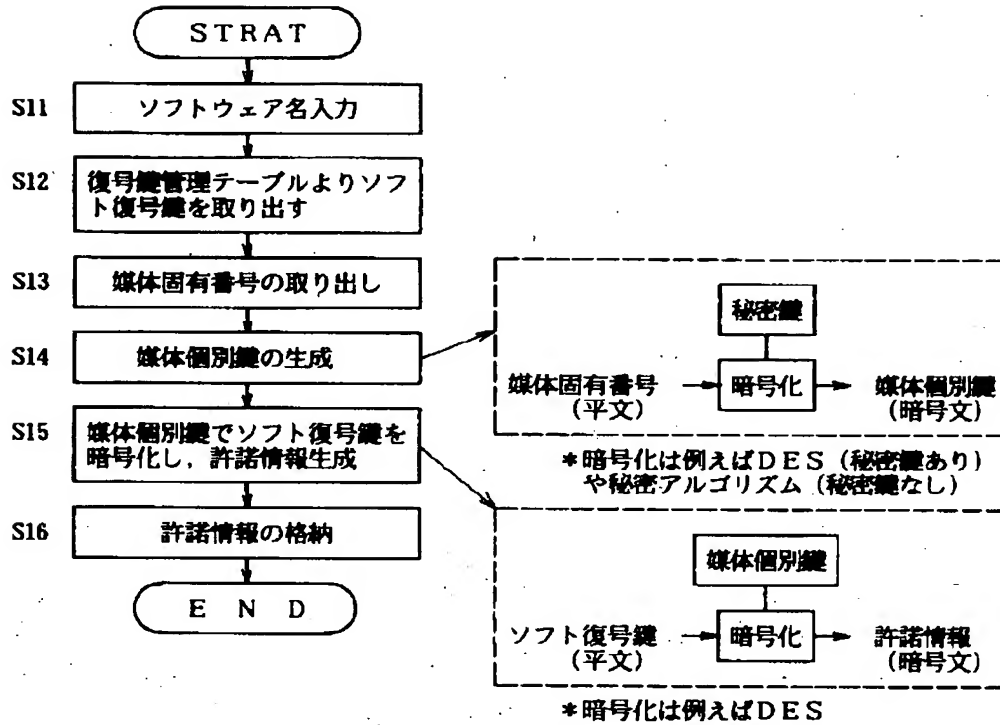 STRAT
S11
ソフトウェア名入力
S12
復号鍵管理テーブルよりソフ
ト復号鍵を取り出す
S13
媒体固有番号の取り出し
S14
媒体個別鍵の生成
S15
媒体個別鍵でソフト復号鍵を
暗号化し，許諾情報生成
S16
許諾情報の格納
END
秘密鍵
媒体固有番号
(平文)
暗号化
媒体個別鍵
(暗号文)
*暗号化は例えばDES (秘密鍵あり)
や秘密アルゴリズム (秘密鍵なし)
媒体個別鍵
ソフト復号鍵
(平文)
暗号化
許諾情報
(暗号文)
*暗号化は例えばDES